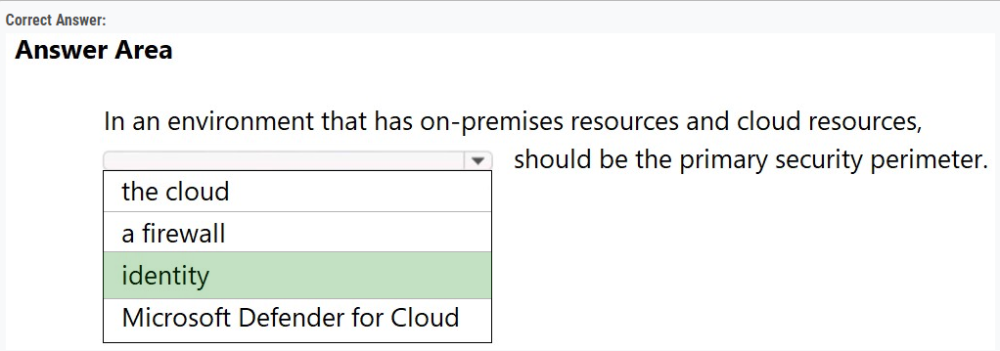 Correct Answer:
Answer Area
In an environment that has on-premises resources and cloud resources,
should be the primary security perimeter.
the cloud
a firewall
identity
Microsoft Defender for Cloud